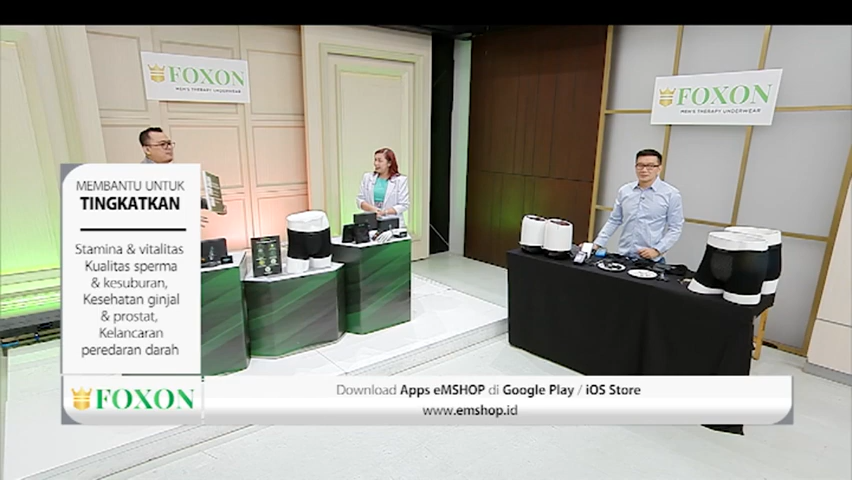 FOXON
MEN'S THERAPY UNDERWEAR
FOXON
MEN'S THERAPY UNDERWEAR
MEMBANTU UNTUK
TINGKATKAN
Stamina & vitalitas
Kualitas sperma
& kesuburan,
Kesehatan ginjal
& prostat,
Kelancaran
peredaran darah
FOXON
Download Apps eMSHOP di Google Play / iOS Store
www.emshop.id